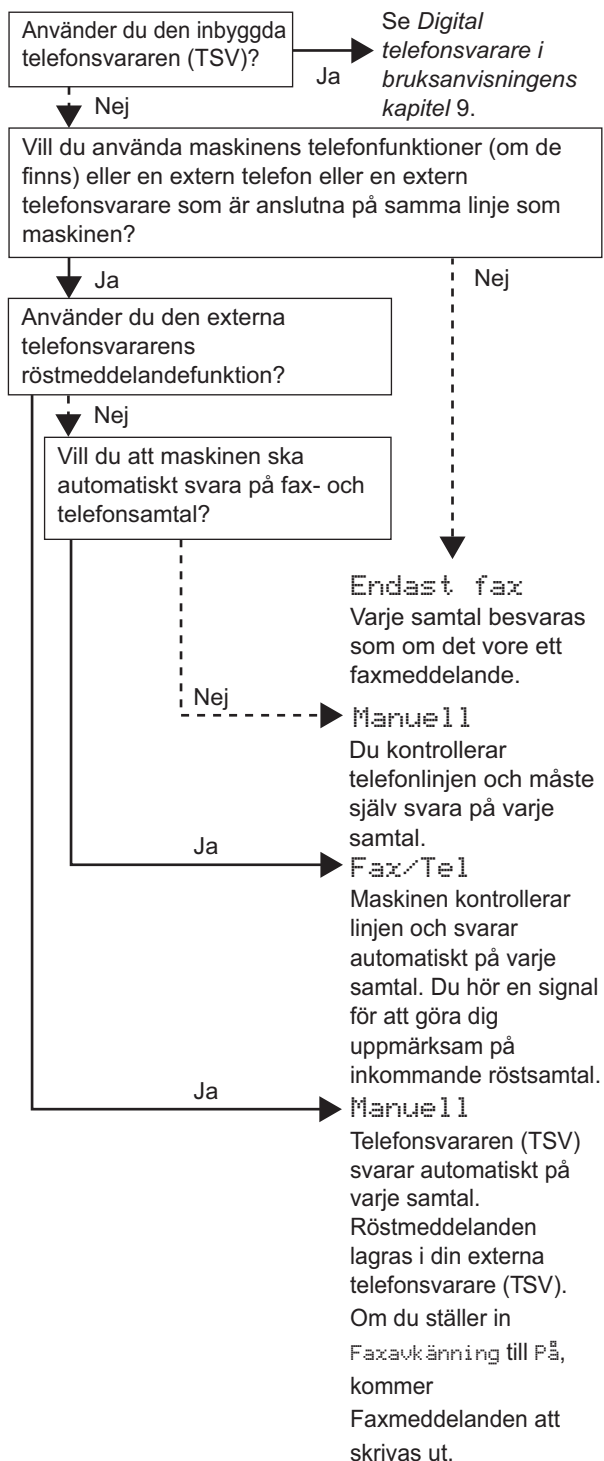 Använder du den inbyggda
telefonsvararen (TSV)?
Ja
Se Digital
telefonsvarare i
bruksanvisningens
kapitel 9.
Nej
Vill du använda maskinens telefonfunktioner (om de
finns) eller en extern telefon eller en extern
telefonsvarare som är anslutna på samma linje som
maskinen?
Ja
Nej
Använder du den externa
telefonsvararens
röstmeddelandefunktion?
Nej
Vill du att maskinen ska
automatiskt svara på fax- och
telefonsamtal?
Endast fax
Varje samtal besvaras
som om det vore ett
faxmeddelande.
Nej
Manuell
Du kontrollerar
telefonlinjen och måste
själv svara på varje
samtal.
Ja
Fax/Tel
Maskinen kontrollerar
linjen och svarar
automatiskt på varje
samtal. Du hör en signal
för att göra dig
uppmärksam på
inkommande röstsamtal.
Ja
Manuell
Telefonsvararen (TSV)
svarar automatiskt på
varje samtal.
Röstmeddelanden
lagras i din externa
telefonsvarare (TSV).
Om du ställer in
Faxavkänning till På,
kommer
Faxmeddelanden att
skrivas ut.